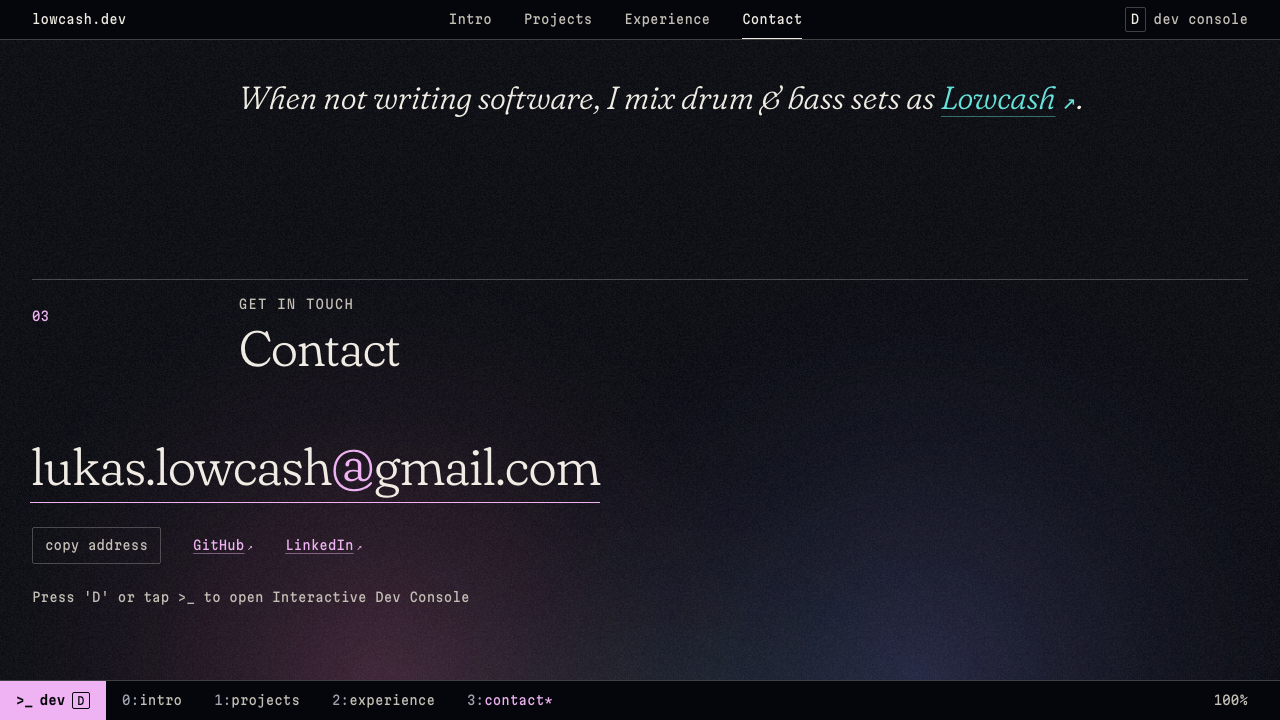 lowcash.dev Intro Projects Experience Contact D dev console
When not writing software, I mix drum & bass sets as Lowcash ↗.
03
GET IN TOUCH
Contact
lukas.lowcash@gmail.com
copy address GitHub↗ LinkedIn↗
Press 'D' or tap >_ to open Interactive Dev Console
>_ dev D 0:intro 1:projects 2:experience 3:contact* 100%